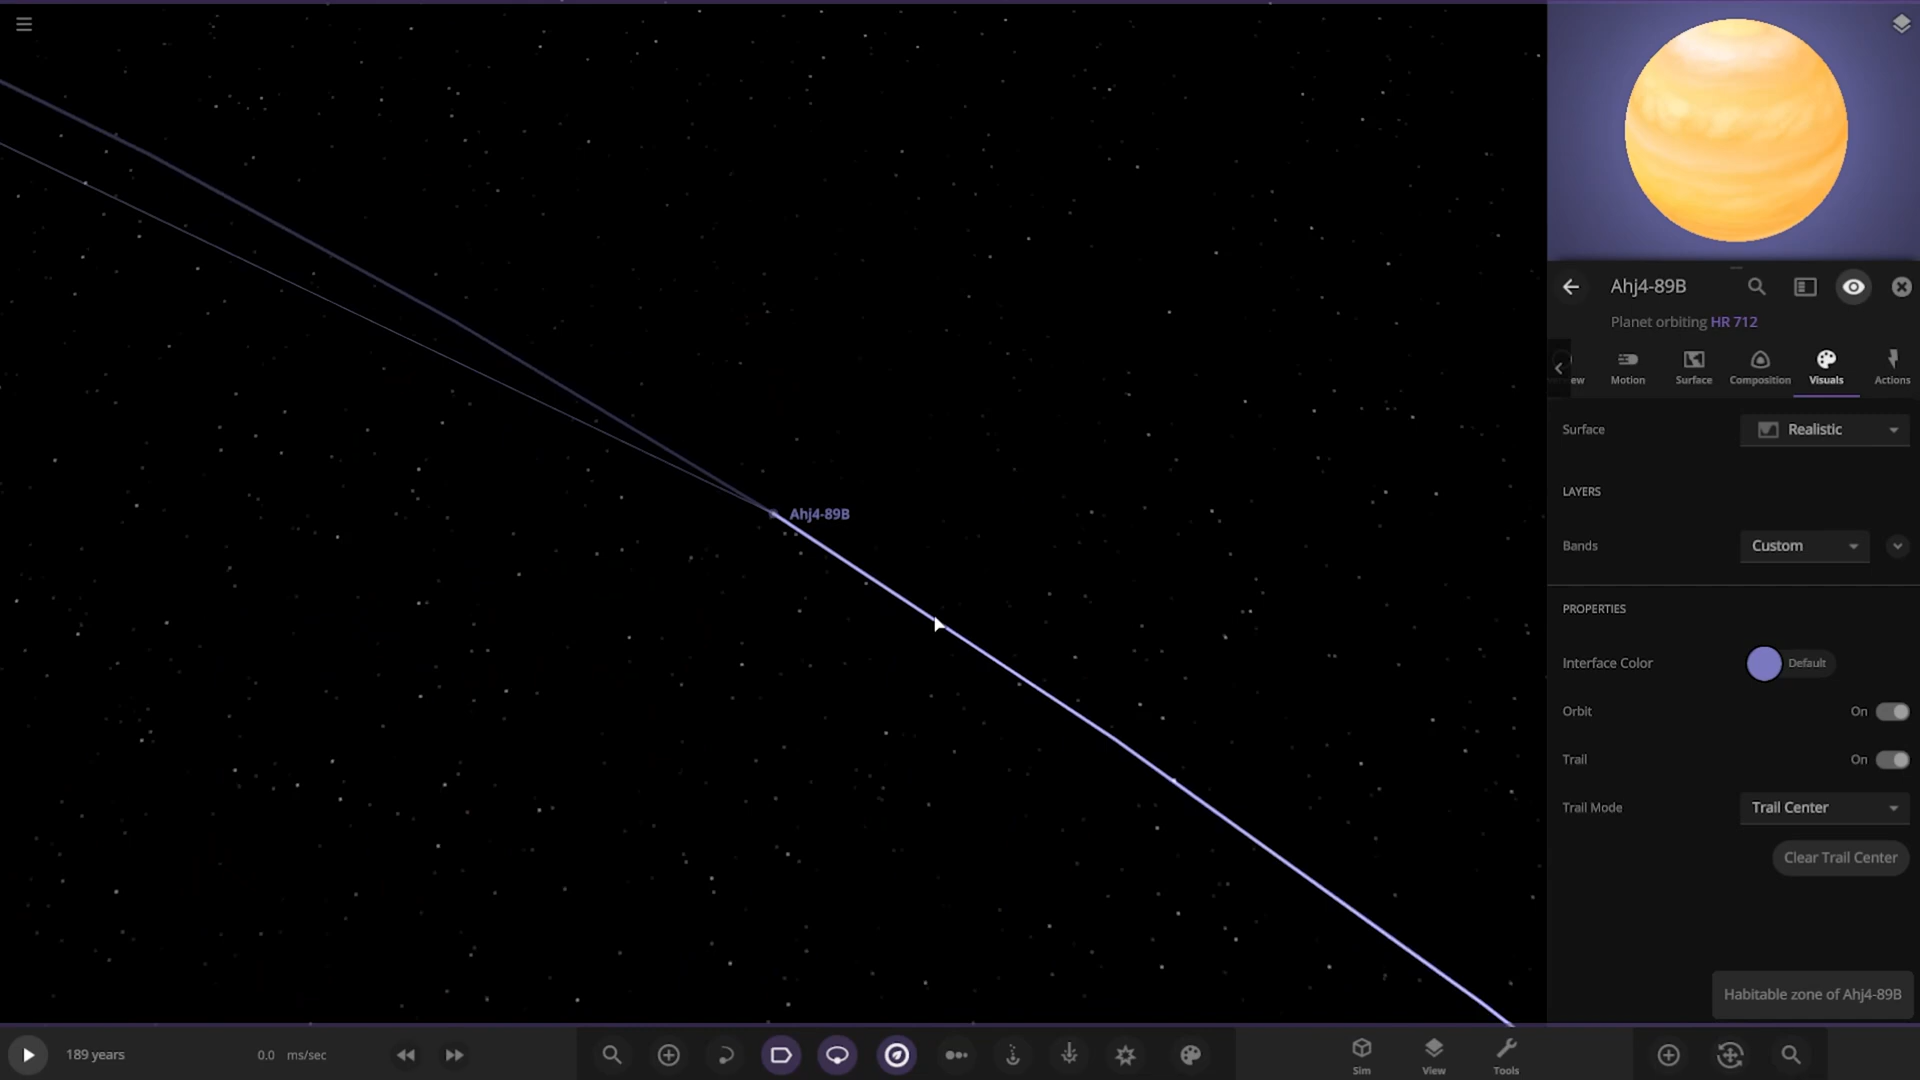 Ahj4-89B
Planet orbiting HR 712
Motion
Surface
Composition
Visuals
Actions
Surface
Realistic
LAYERS
Bands
Custom
PROPERTIES
Interface Color
Default
Orbit
On
Trail
On
Trail Mode
Trail Center
Clear Trail Center
Habitable zone of Ahj4-89B
Ahj4-89B
189 years
0.0 ms/sec
Sim
View
Tools